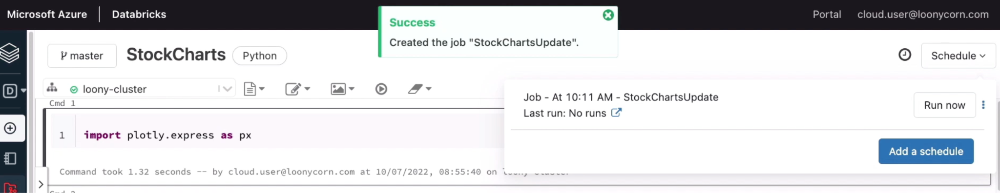 Microsoft Azure Databricks
Portal cloud.user@loonycorn.com
Success
Created the job "StockChartsUpdate".
master StockCharts Python
Schedule
loony-cluster
Job - At 10:11 AM - StockChartsUpdate
Last run: No runs
Run now
Add a schedule
Cmd 1
1 import plotly.express as px
Command took 1.32 seconds -- by cloud.user@loonycorn.com at 10/07/2022, 08:55:40 on
D